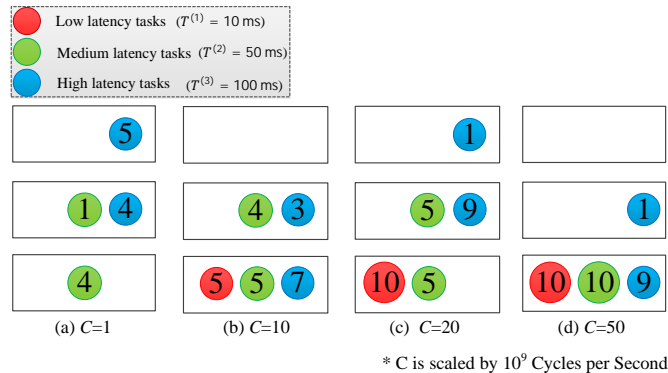 Low latency tasks (T⁽¹⁾ = 10 ms)
Medium latency tasks (T⁽²⁾ = 50 ms)
High latency tasks (T⁽³⁾ = 100 ms)
5 1
1 4 4 3 5 9 1
4 5 5 7 10 5 10 10 9
(a) C=1 (b) C=10 (c) C=20 (d) C=50
* C is scaled by 10⁹ Cycles per Second